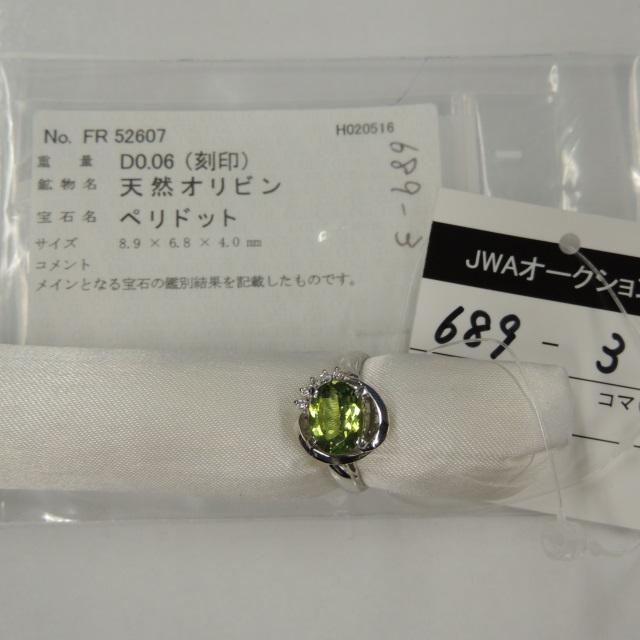 No. FR 52607
H020516
重 量 D0.06 (刻印)
鉱物名 天然オリビン
宝石名 ペリドット
サイズ 8.9 × 6.8 × 4.0 mm
コメント
メインとなる宝石の鑑別結果を記載したものです。
689-3
JWAオークション
689 - 3
コマ